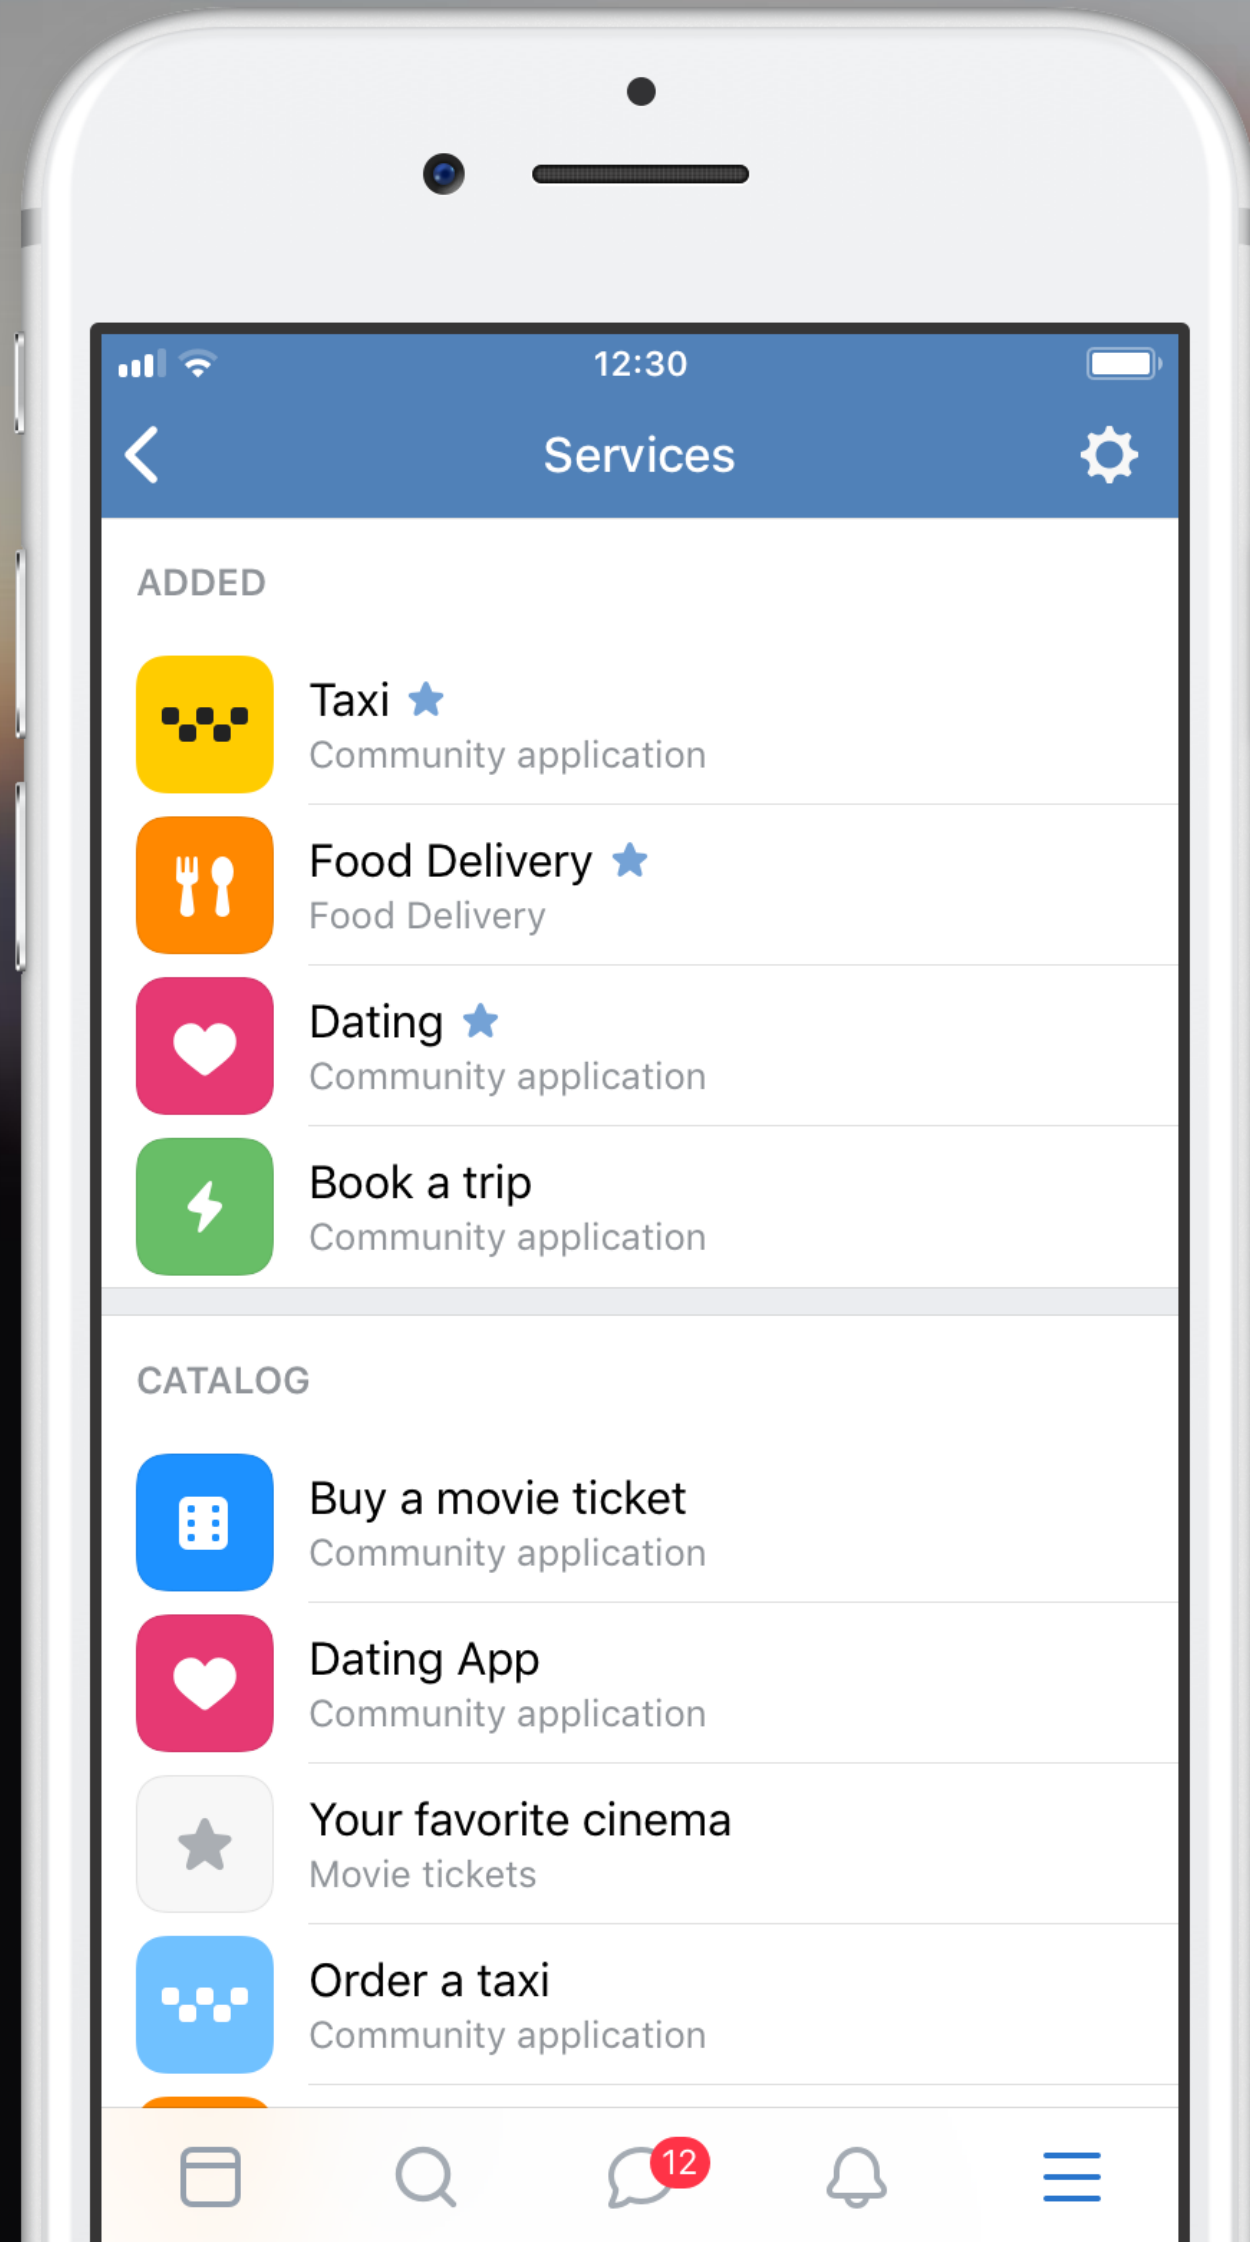 12:30
Services
ADDED
Taxi
Community application
Food Delivery
Food Delivery
Dating
Community application
Book a trip
Community application
CATALOG
Buy a movie ticket
Community application
Dating App
Community application
Your favorite cinema
Movie tickets
Order a taxi
Community application
12